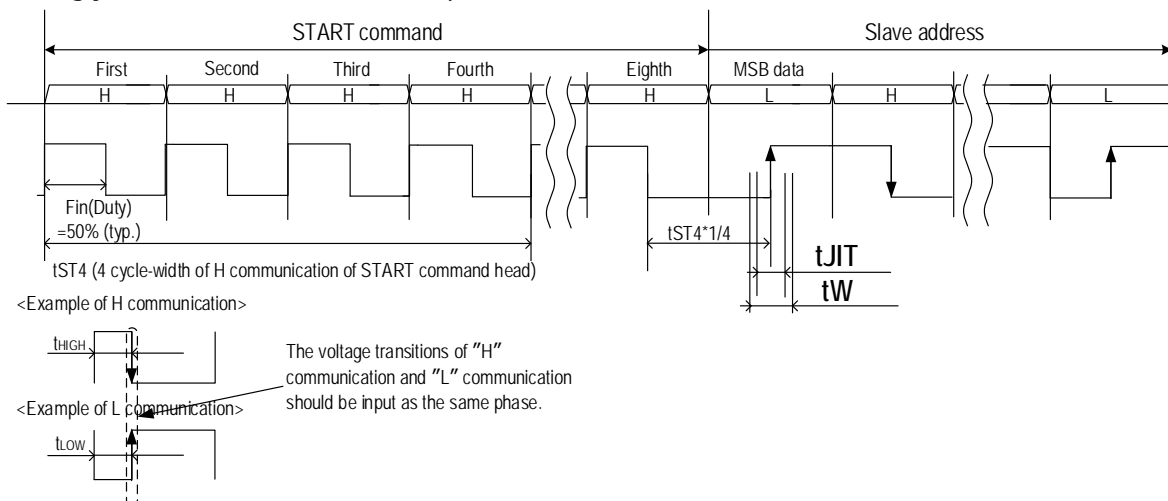 START command
Slave address
First
Second
Third
Fourth
Eighth
MSB data
H
H
H
H
H
L
H
L
Fin(Duty)
=50% (typ.)
tST4*1/4
tJIT
tST4 (4 cycle-width of H communication of START command head)
tW
<Example of H communication>
tHIGH
The voltage transitions of "H"
communication and "L" communication
should be input as the same phase.
<Example of L communication>
tLOW